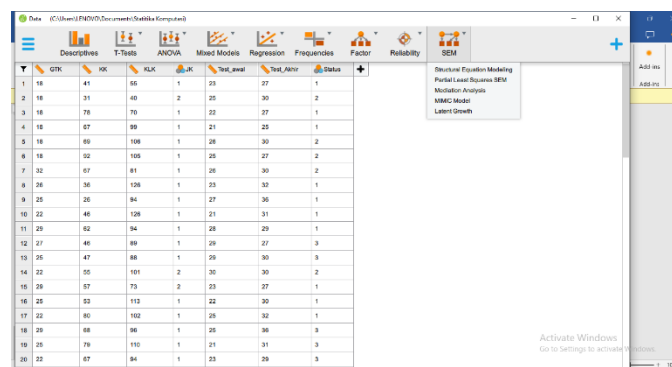 Data (C:\Users\LENOVO\Documents\Statitika Komputasi)
Descriptives T-Tests ANOVA Mixed Models Regression Frequencies Factor Reliability SEM
Add-ins
Add-ins
Structural Equation Modeling
Partial Least Squares SEM
Mediation Analysis
MIMIC Model
Latent Growth
GTK KK KLK JK Test_awal Test_Akhir Status
1 18 41 55 1 23 27 1
2 18 31 40 2 25 30 2
3 18 78 70 1 22 27 1
4 18 67 99 1 21 25 1
5 18 69 108 1 26 30 2
6 18 92 105 1 25 27 2
7 32 67 81 1 26 30 2
8 26 36 126 1 23 32 1
9 25 26 94 1 27 36 1
10 22 46 126 1 21 31 1
11 29 62 94 1 28 29 1
12 27 46 89 1 29 27 3
13 25 47 88 1 29 30 3
14 22 55 101 2 30 30 2
15 28 57 73 2 23 27 1
16 25 53 113 1 22 30 1
17 22 80 102 1 25 32 1
18 29 68 96 1 25 36 3
19 25 79 110 1 21 31 3
20 22 67 94 1 23 29 3
Activate Windows
Go to Settings to activate Windows.